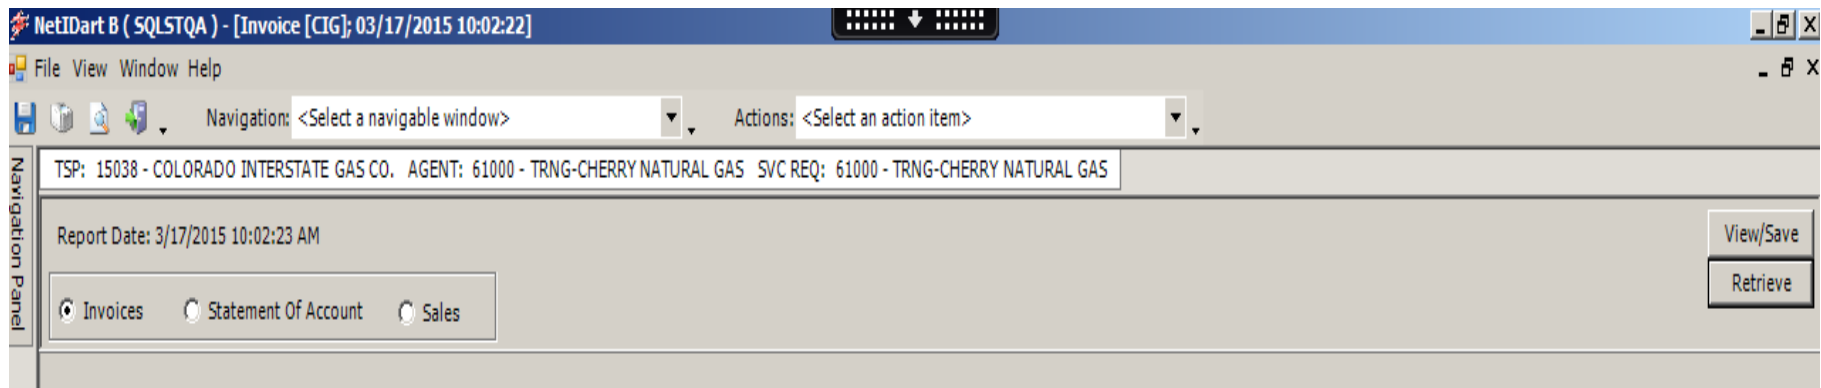 NetIDart B ( SQLSTQA ) - [Invoice [CIG]; 03/17/2015 10:02:22]
File View Window Help
Navigation: <Select a navigable window> Actions: <Select an action item>
TSP: 15038 - COLORADO INTERSTATE GAS CO. AGENT: 61000 - TRNG-CHERRY NATURAL GAS SVC REQ: 61000 - TRNG-CHERRY NATURAL GAS
Navigation Panel
Report Date: 3/17/2015 10:02:23 AM
View/Save
Retrieve
Invoices Statement Of Account Sales